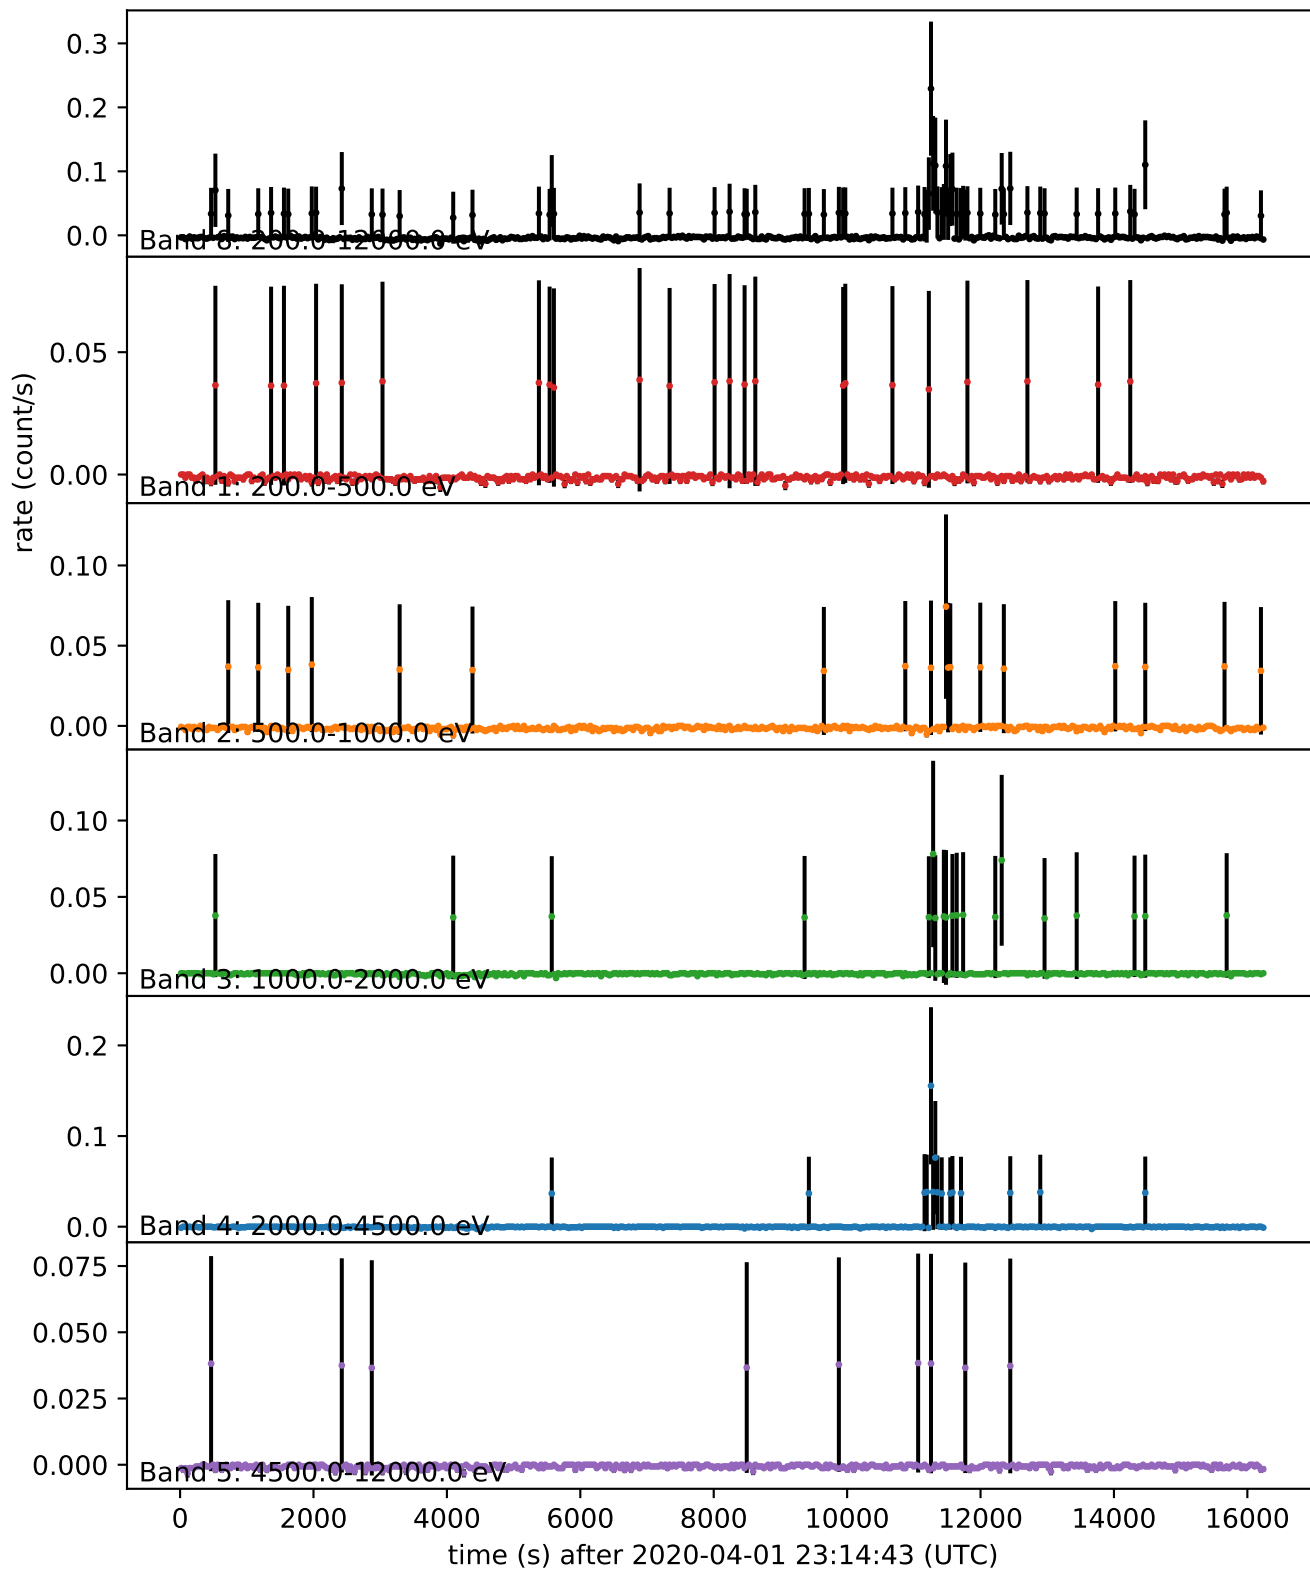 0.3
0.2
0.1
0.0
Band 8: 200.0-12000.0 eV
0.05
0.00
Band 1: 200.0-500.0 eV
rate (count/s)
0.10
0.05
0.00
Band 2: 500.0-1000.0 eV
0.10
0.05
0.00
Band 3: 1000.0-2000.0 eV
0.2
0.1
0.0
Band 4: 2000.0-4500.0 eV
0.075
0.050
0.025
0.000
Band 5: 4500.0-12000.0 eV
0 2000 4000 6000 8000 10000 12000 14000 16000
time (s) after 2020-04-01 23:14:43 (UTC)